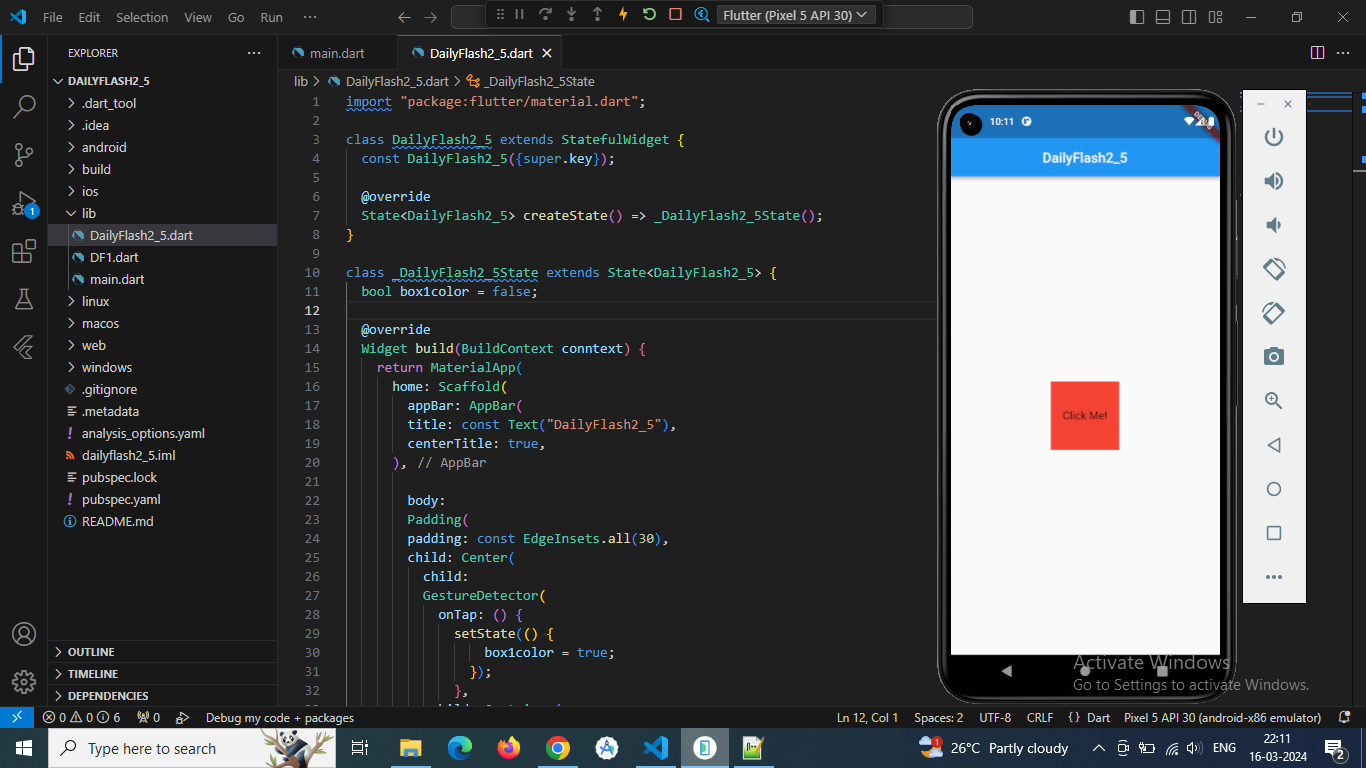 File Edit Selection View Go Run ···
Flutter (Pixel 5 API 30)
EXPLORER
DAILYFLASH2_5
.dart_tool
.idea
android
build
ios
lib
DailyFlash2_5.dart
DF1.dart
main.dart
linux
macos
web
windows
.gitignore
.metadata
analysis_options.yaml
dailyflash2_5.iml
pubspec.lock
pubspec.yaml
README.md
OUTLINE
TIMELINE
DEPENDENCIES
1
main.dart DailyFlash2_5.dart
lib > DailyFlash2_5.dart > _DailyFlash2_5State
1 import "package:flutter/material.dart";
2
3 class DailyFlash2_5 extends StatefulWidget {
4 const DailyFlash2_5({super.key});
5
6 @override
7 State<DailyFlash2_5> createState() => _DailyFlash2_5State();
8 }
9
10 class _DailyFlash2_5State extends State<DailyFlash2_5> {
11 bool box1color = false;
12
13 @override
14 Widget build(BuildContext conntext) {
15 return MaterialApp(
16 home: Scaffold(
17 appBar: AppBar(
18 title: const Text("DailyFlash2_5"),
19 centerTitle: true,
20 ), // AppBar
21
22 body:
23 Padding(
24 padding: const EdgeInsets.all(30),
25 child: Center(
26 child:
27 GestureDetector(
28 onTap: () {
29 setState(() {
30 box1color = true;
31 });
32 },
10:11
DEBUG
DailyFlash2_5
Click Me!
Activate Windows
Go to Settings to activate Windows.
0 0 6 0 Debug my code + packages
Ln 12, Col 1 Spaces: 2 UTF-8 CRLF {} Dart Pixel 5 API 30 (android-x86 emulator)
Type here to search
26°C Partly cloudy ENG
22:11
16-03-2024
2